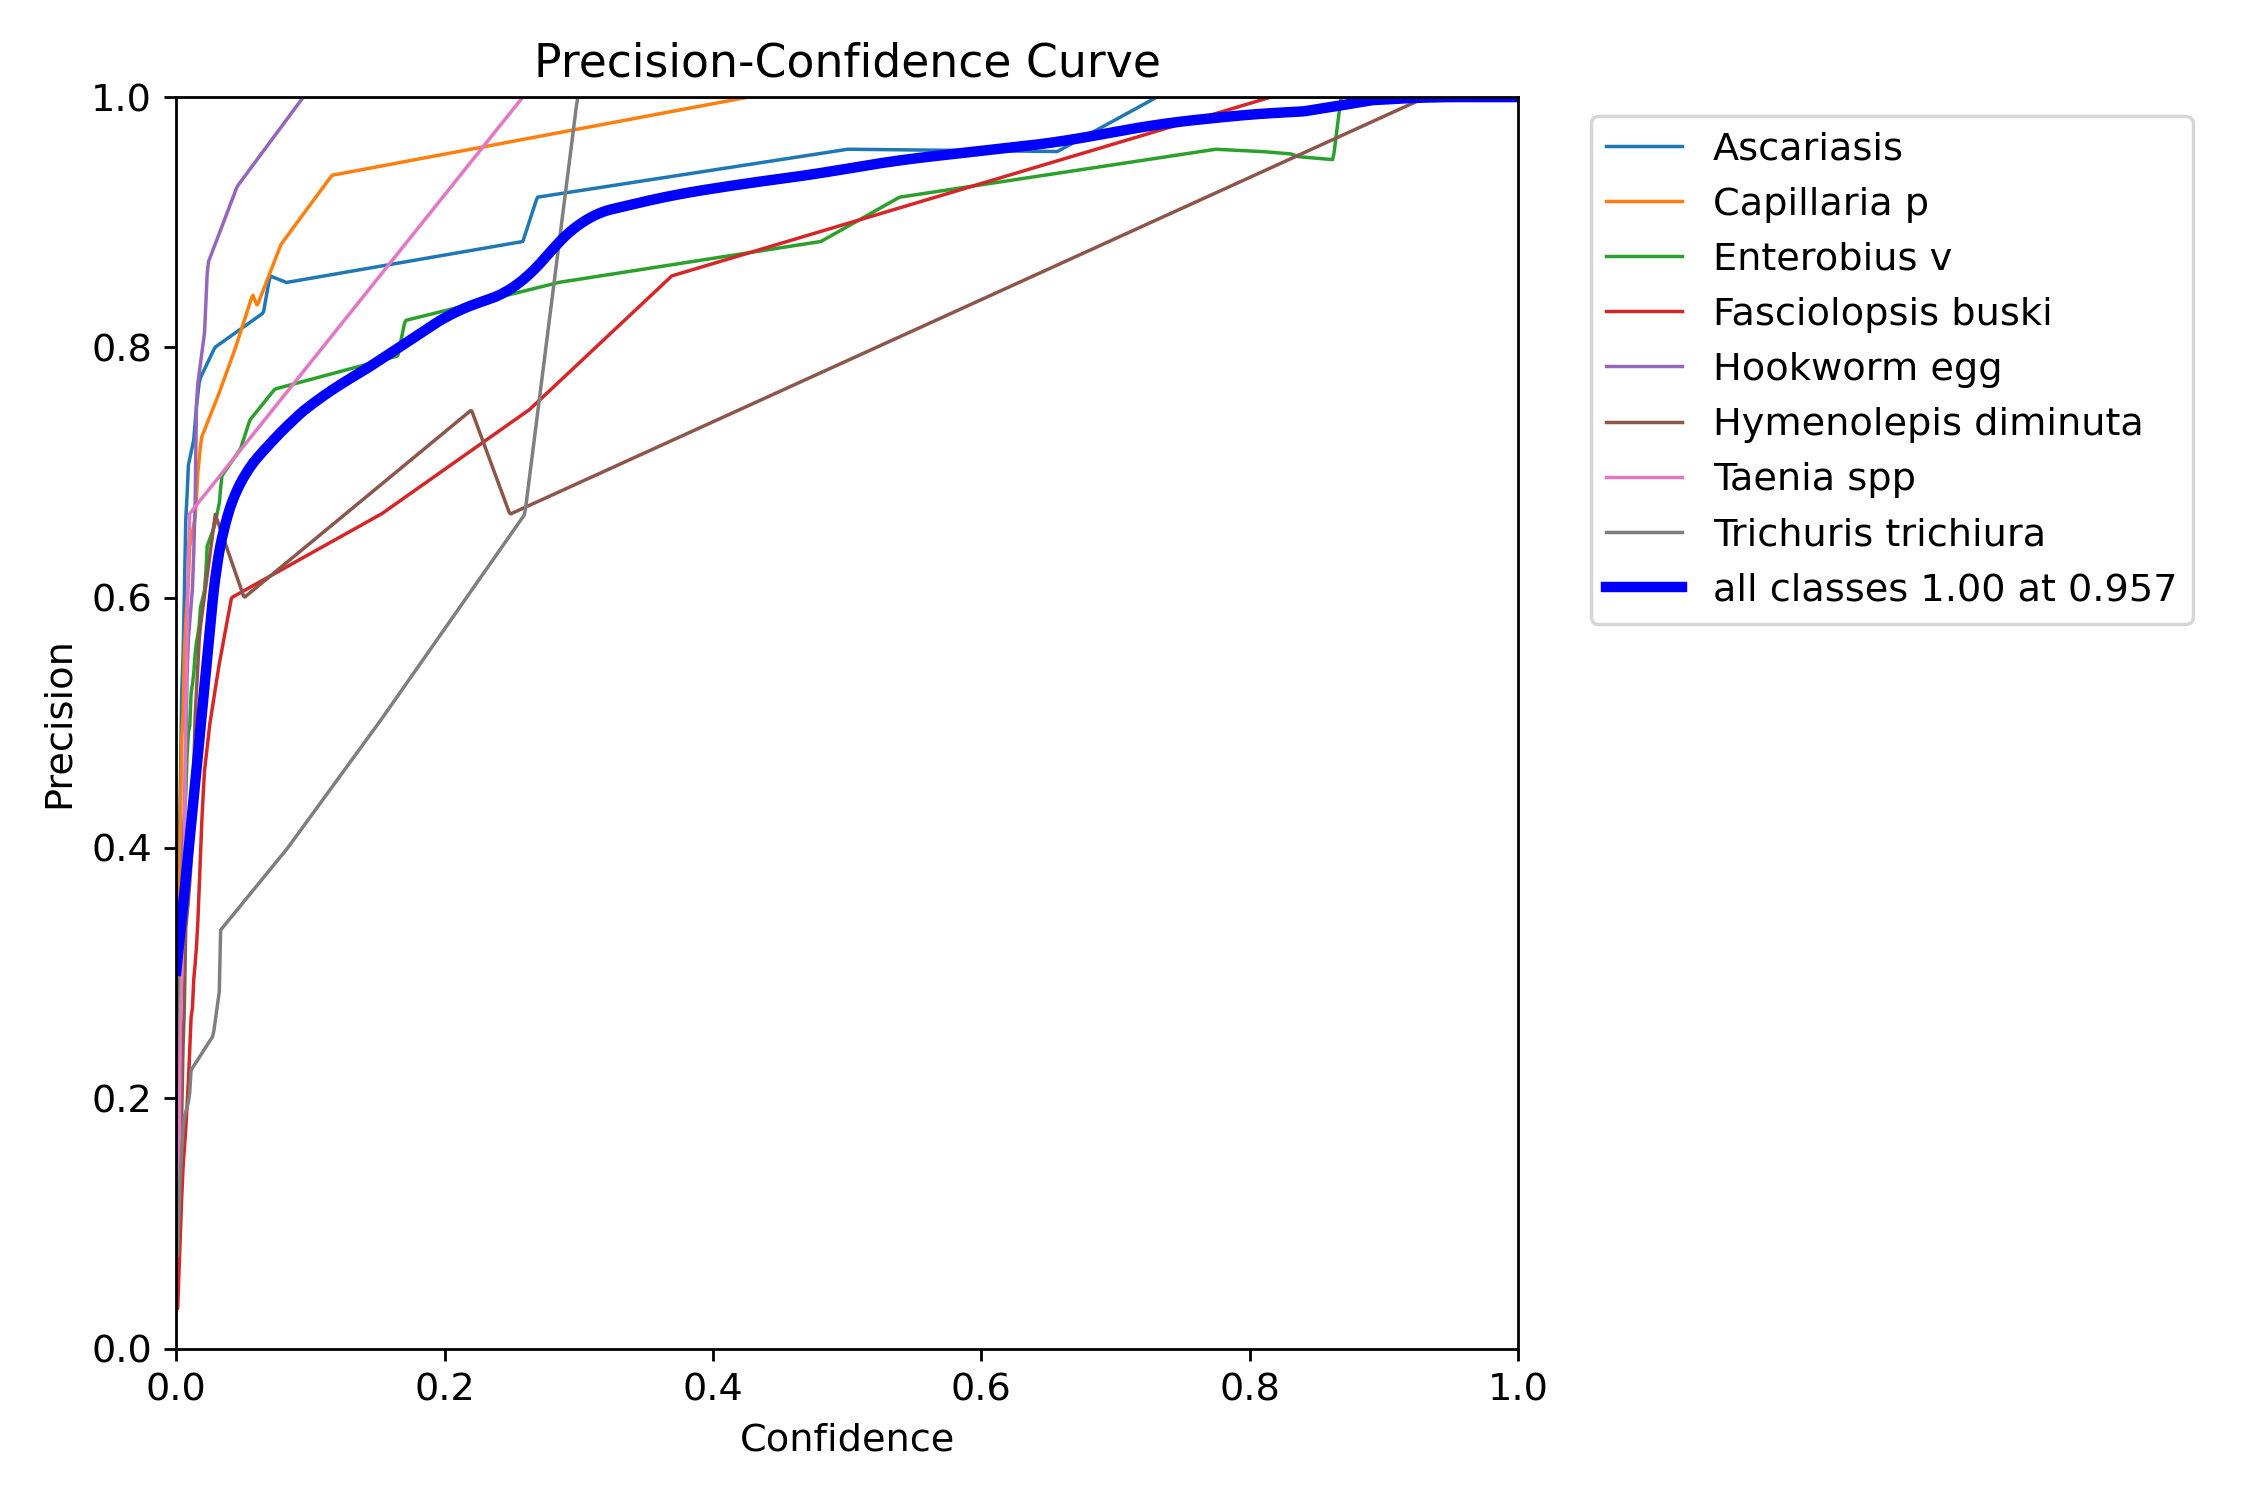 Precision-Confidence Curve
1.0
0.8
0.6
0.4
0.2
0.0
Precision
0.0 0.2 0.4 0.6 0.8 1.0
Confidence
Ascariasis
Capillaria p
Enterobius v
Fasciolopsis buski
Hookworm egg
Hymenolepis diminuta
Taenia spp
Trichuris trichiura
all classes 1.00 at 0.957